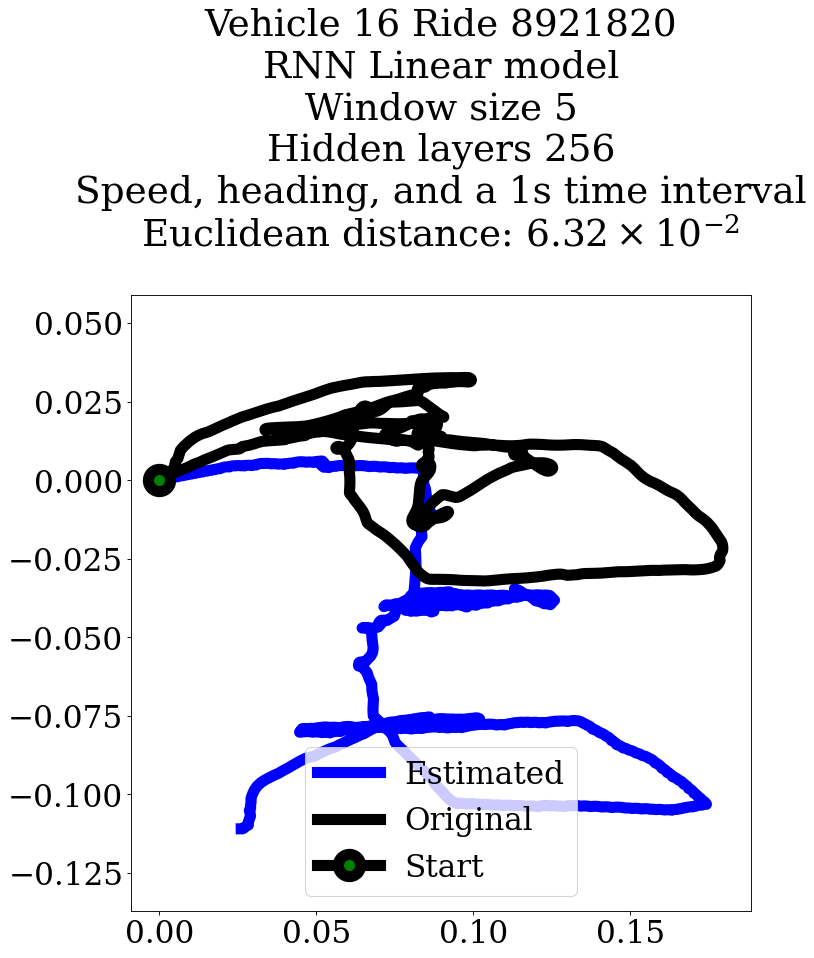 Vehicle 16 Ride 8921820
RNN Linear model
Window size 5
Hidden layers 256
Speed, heading, and a 1s time interval
Euclidean distance: 6.32 × 10⁻²
0.050
0.025
0.000
−0.025
−0.050
−0.075
−0.100
−0.125
Estimated
Original
Start
0.00 0.05 0.10 0.15